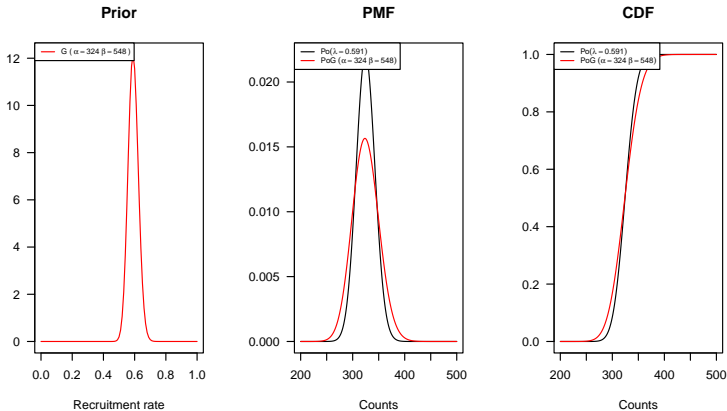 Prior
G ( α=324 β=548)
12
10
8
6
4
2
0
0.0 0.2 0.4 0.6 0.8 1.0
Recruitment rate
PMF
Po(λ=0.591)
PoG (α=324 β=548)
0.020
0.015
0.010
0.005
0.000
200 300 400 500
Counts
CDF
Po(λ=0.591)
PoG (α=324 β=548)
1.0
0.8
0.6
0.4
0.2
0.0
200 300 400 500
Counts